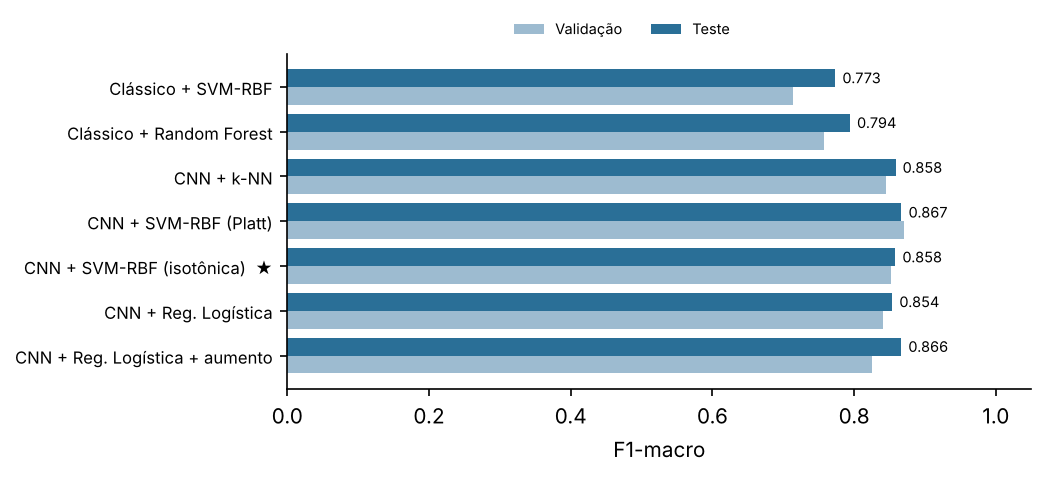 Validação Teste
Clássico + SVM-RBF 0.773
Clássico + Random Forest 0.794
CNN + k-NN 0.858
CNN + SVM-RBF (Platt) 0.867
CNN + SVM-RBF (isotônica) ★ 0.858
CNN + Reg. Logística 0.854
CNN + Reg. Logística + aumento 0.866
0.0 0.2 0.4 0.6 0.8 1.0
F1-macro